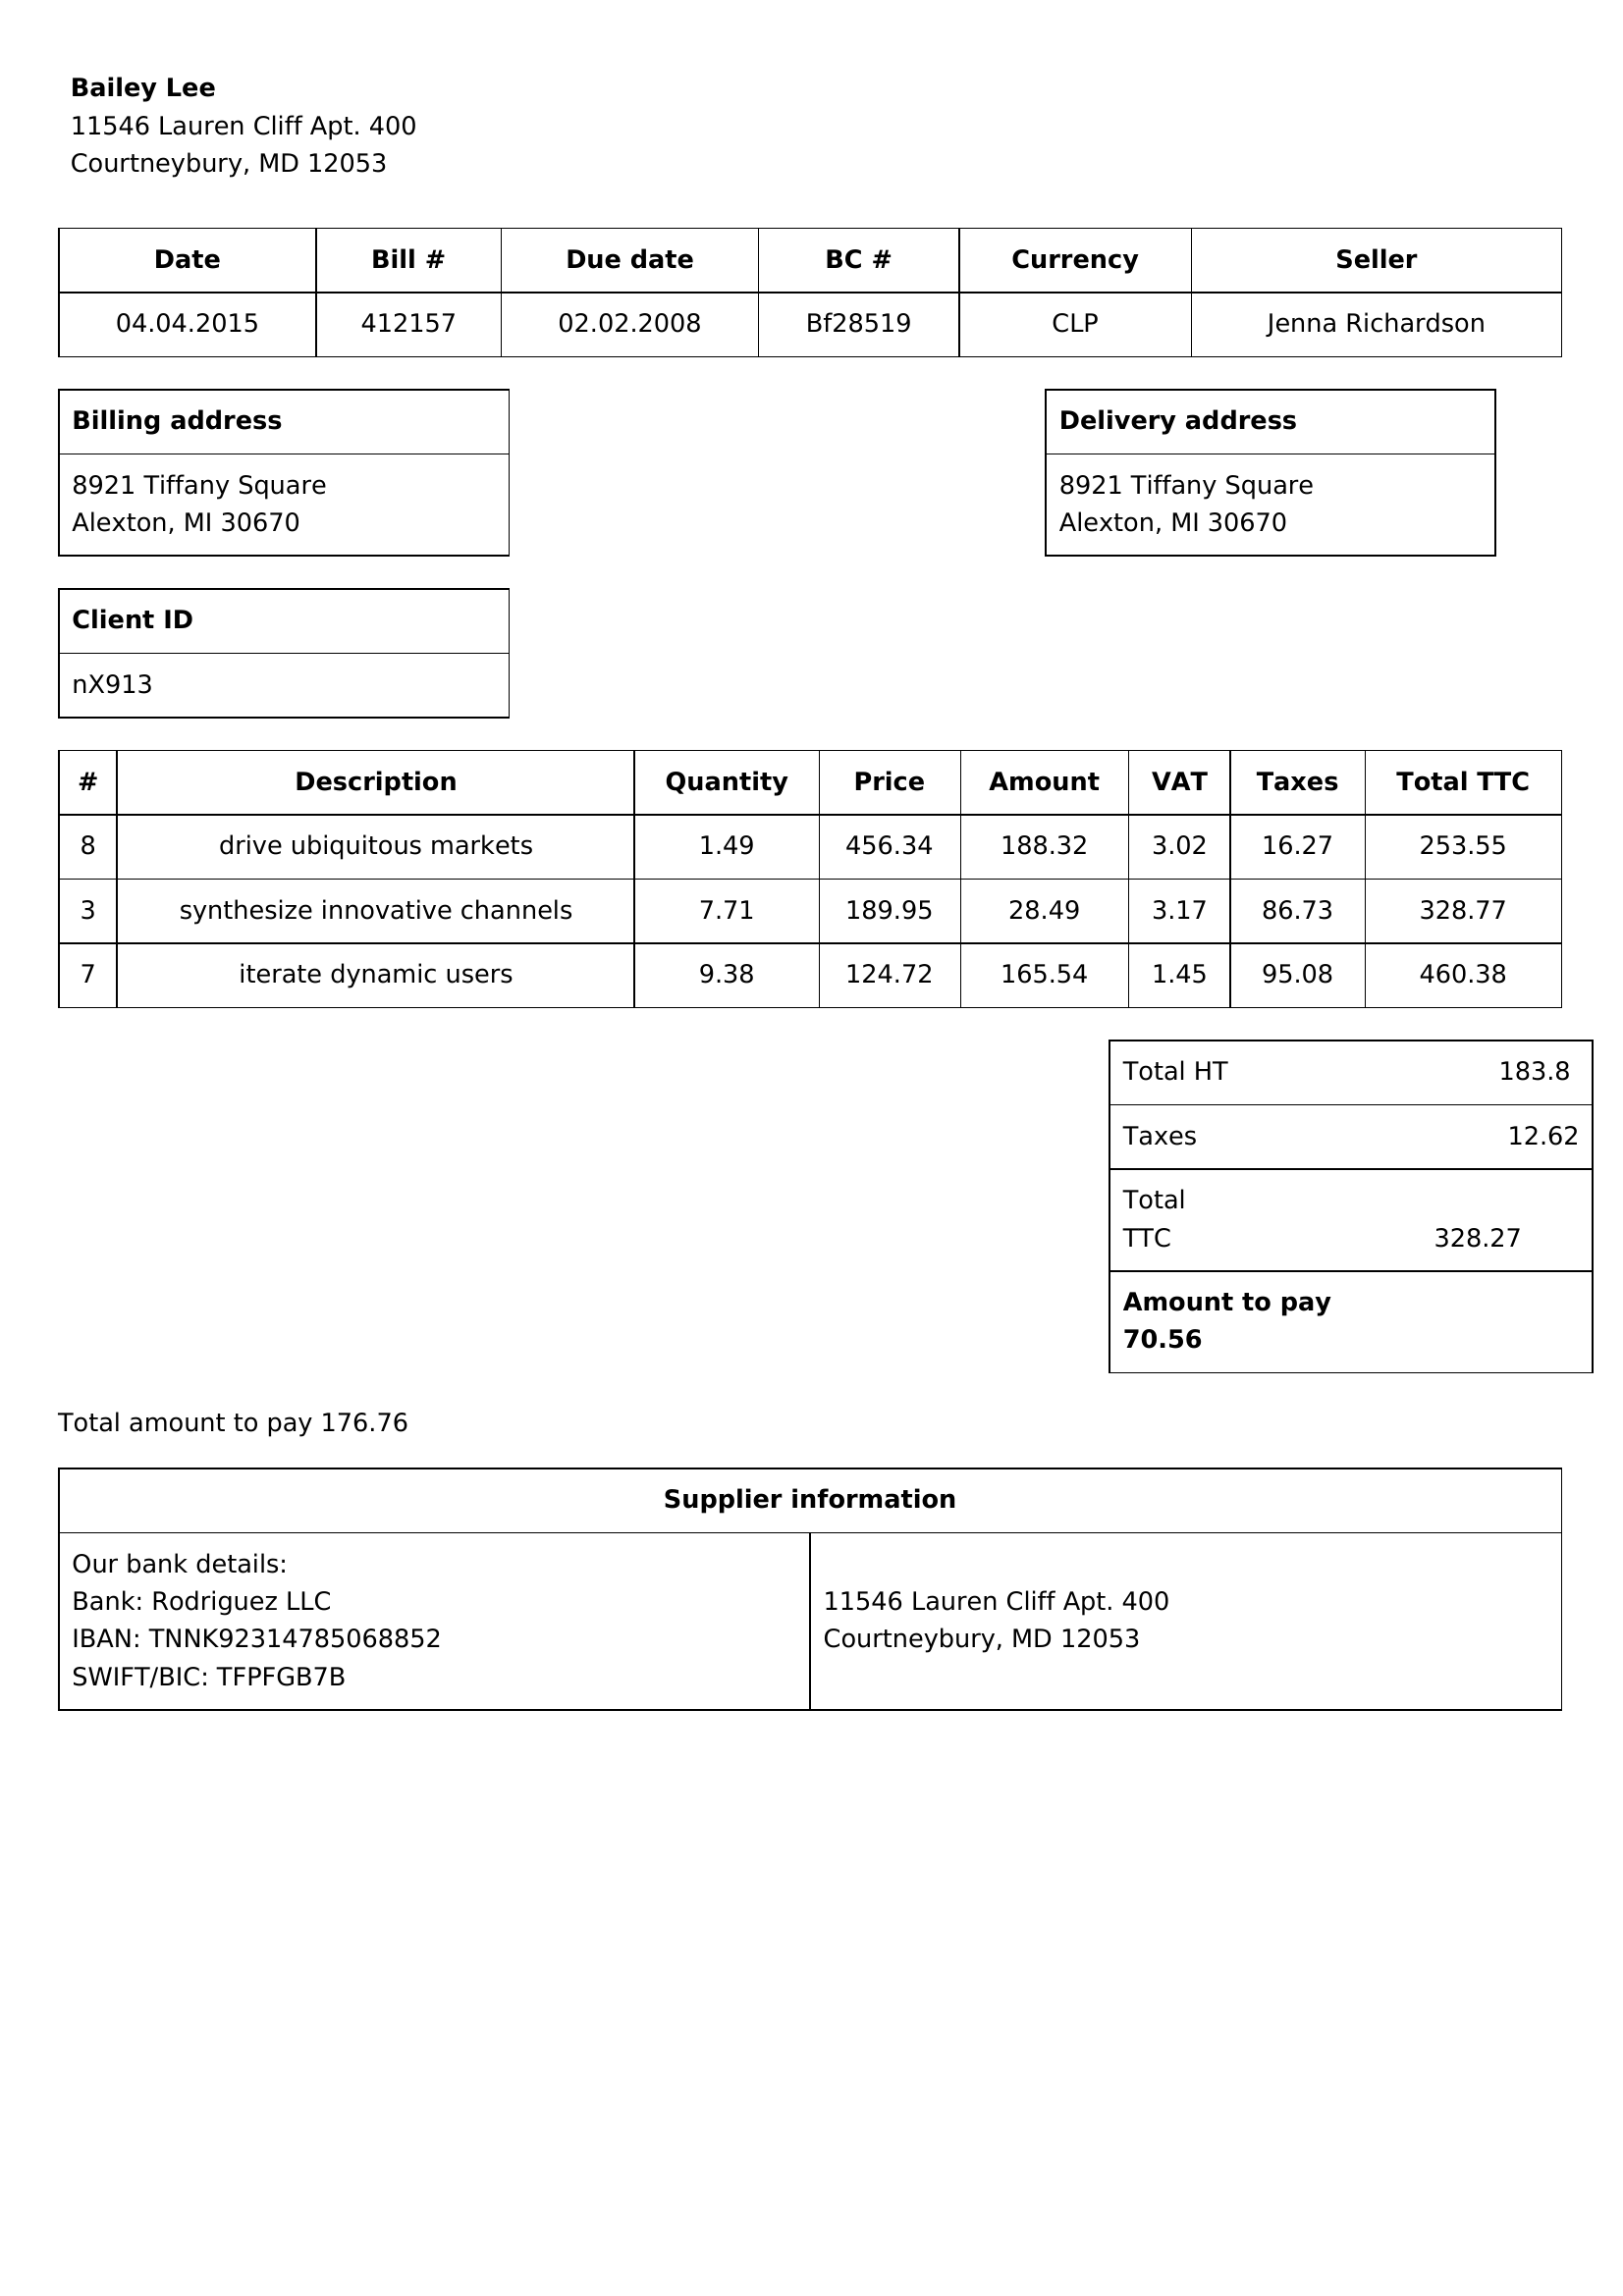 Bailey Lee
11546 Lauren Cliff Apt. 400
Courtneybury, MD 12053
Date Bill # Due date BC # Currency Seller
04.04.2015 412157 02.02.2008 Bf28519 CLP Jenna Richardson
Billing address
8921 Tiffany Square
Alexton, MI 30670
Delivery address
8921 Tiffany Square
Alexton, MI 30670
Client ID
nX913
# Description Quantity Price Amount VAT Taxes Total TTC
8 drive ubiquitous markets 1.49 456.34 188.32 3.02 16.27 253.55
3 synthesize innovative channels 7.71 189.95 28.49 3.17 86.73 328.77
7 iterate dynamic users 9.38 124.72 165.54 1.45 95.08 460.38
Total HT 183.8
Taxes 12.62
Total
TTC 328.27
Amount to pay
70.56
Total amount to pay 176.76
Supplier information
Our bank details:
Bank: Rodriguez LLC
IBAN: TNNK92314785068852
SWIFT/BIC: TFPFGB7B
11546 Lauren Cliff Apt. 400
Courtneybury, MD 12053